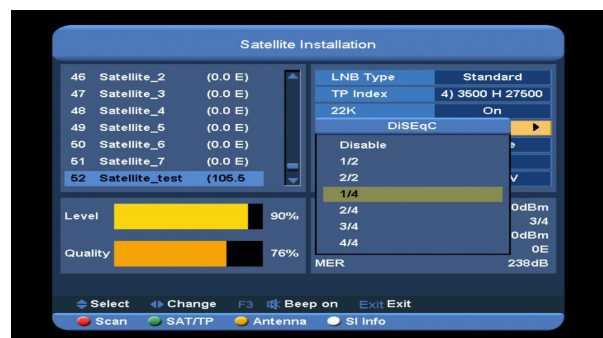 Satellite Installation
46 Satellite_2 (0.0 E)
47 Satellite_3 (0.0 E)
48 Satellite_4 (0.0 E)
49 Satellite_5 (0.0 E)
50 Satellite_6 (0.0 E)
51 Satellite_7 (0.0 E)
52 Satellite_test (105.5
LNB Type Standard
TP Index 4) 3500 H 27500
22K On
DiSEqC
Disable
1/2
2/2
1/4
2/4
3/4
4/4
e
V
Level 90%
Quality 76%
0dBm
3/4
0dBm
0E
MER 238dB
Select Change F3 Beep on Exit Exit
Scan SAT/TP Antenna SI Info